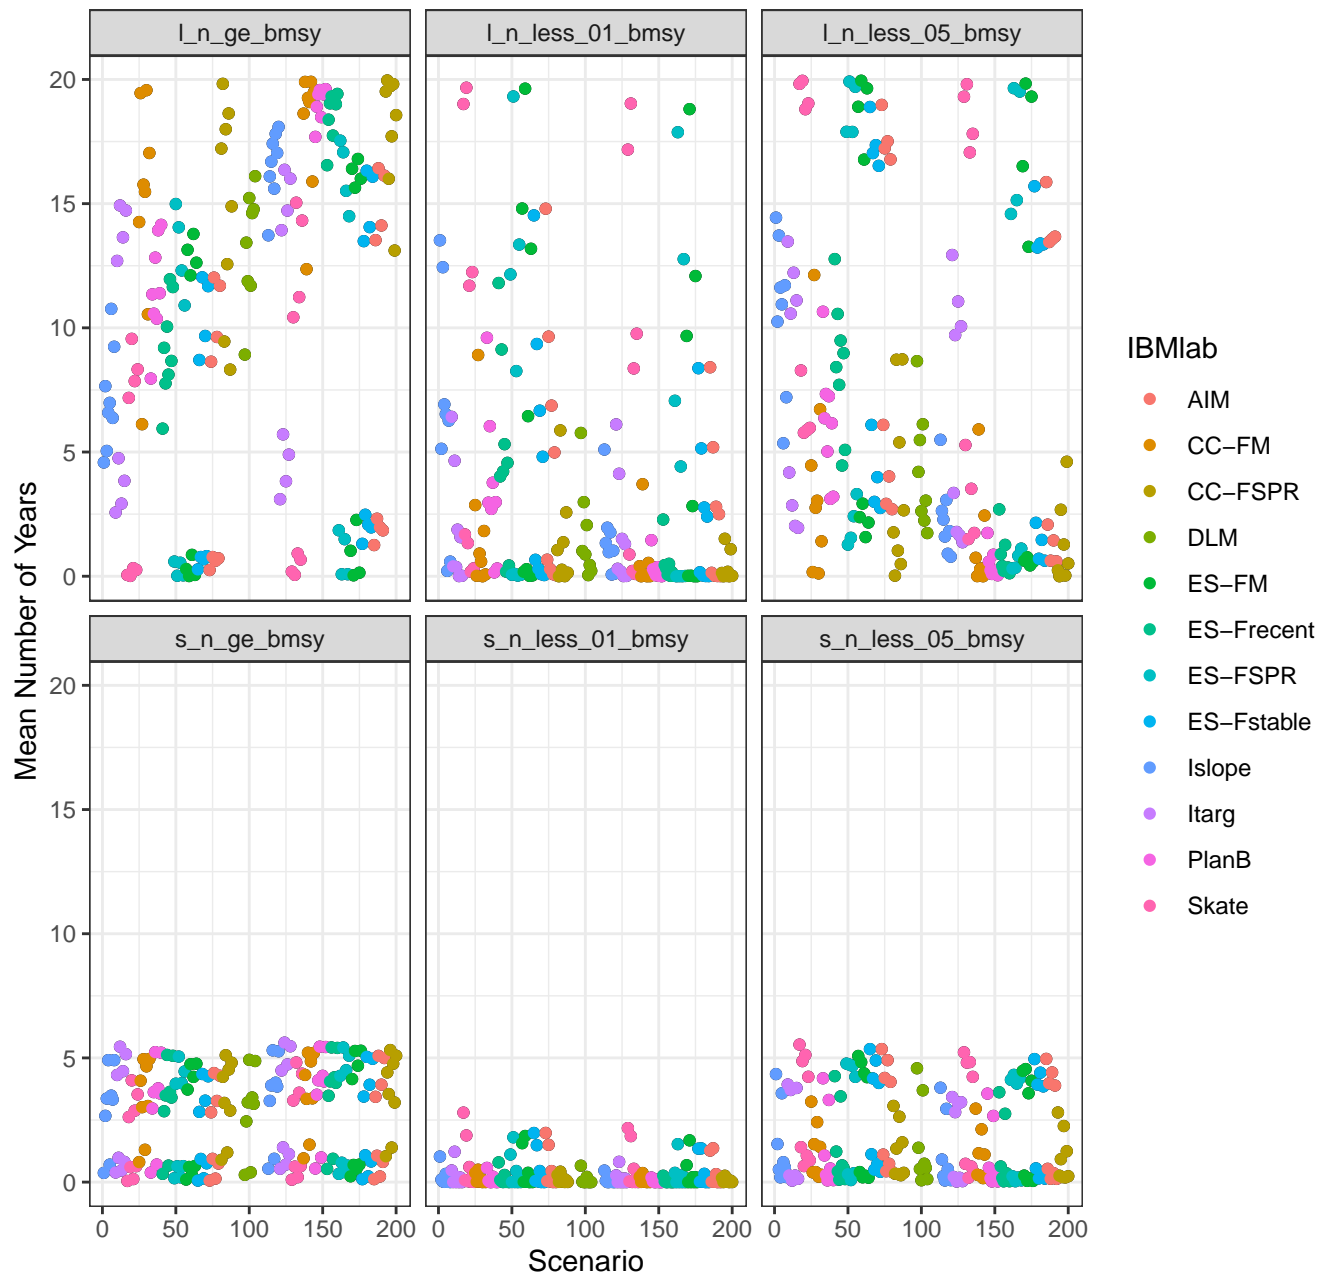 l_n_ge_bmsy
l_n_less_01_bmsy
l_n_less_05_bmsy
20
15
10
5
0
s_n_ge_bmsy
s_n_less_01_bmsy
s_n_less_05_bmsy
20
15
10
5
0
Mean Number of Years
0 50 100 150 200
0 50 100 150 200
0 50 100 150 200
Scenario
IBMlab
AIM
CC−FM
CC−FSPR
DLM
ES−FM
ES−Frecent
ES−FSPR
ES−Fstable
Islope
Itarg
PlanB
Skate